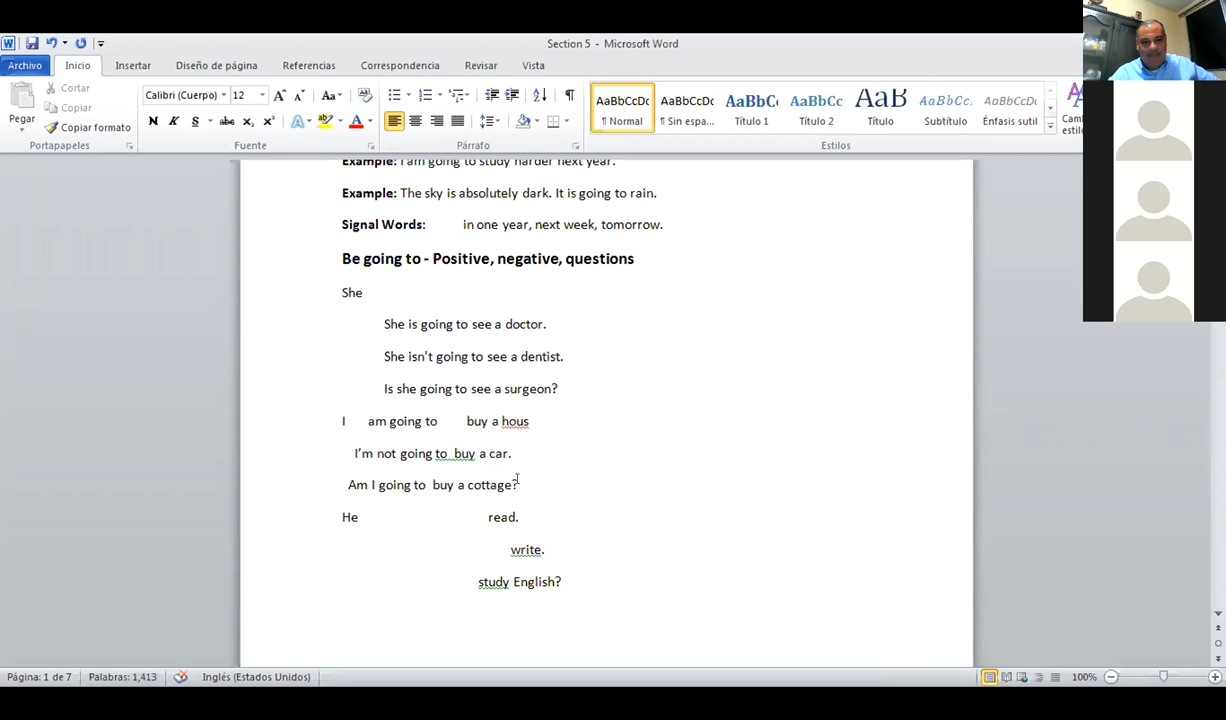 Section 5 - Microsoft Word
Archivo Inicio Insertar Diseño de página Referencias Correspondencia Revisar Vista
Cortar
Copiar
Pegar
Copiar formato
Calibri (Cuerpo) 12
N K S abc x₂ x²
AaBbCcDc AaBbCcDc AaBbC AaBbCc AaB AaBbCc. AaBbCcDc
¶ Normal ¶ Sin espa... Título 1 Título 2 Título Subtítulo Énfasis sutil
Portapapeles Fuente Párrafo Estilos
Example: I am going to study harder next year.
Example: The sky is absolutely dark. It is going to rain.
Signal Words: in one year, next week, tomorrow.
Be going to - Positive, negative, questions
She
She is going to see a doctor.
She isn't going to see a dentist.
Is she going to see a surgeon?
I am going to buy a hous
I'm not going to buy a car.
Am I going to buy a cottage?
He read.
write.
study English?
Página: 1 de 7 Palabras: 1,413 Inglés (Estados Unidos) 100%